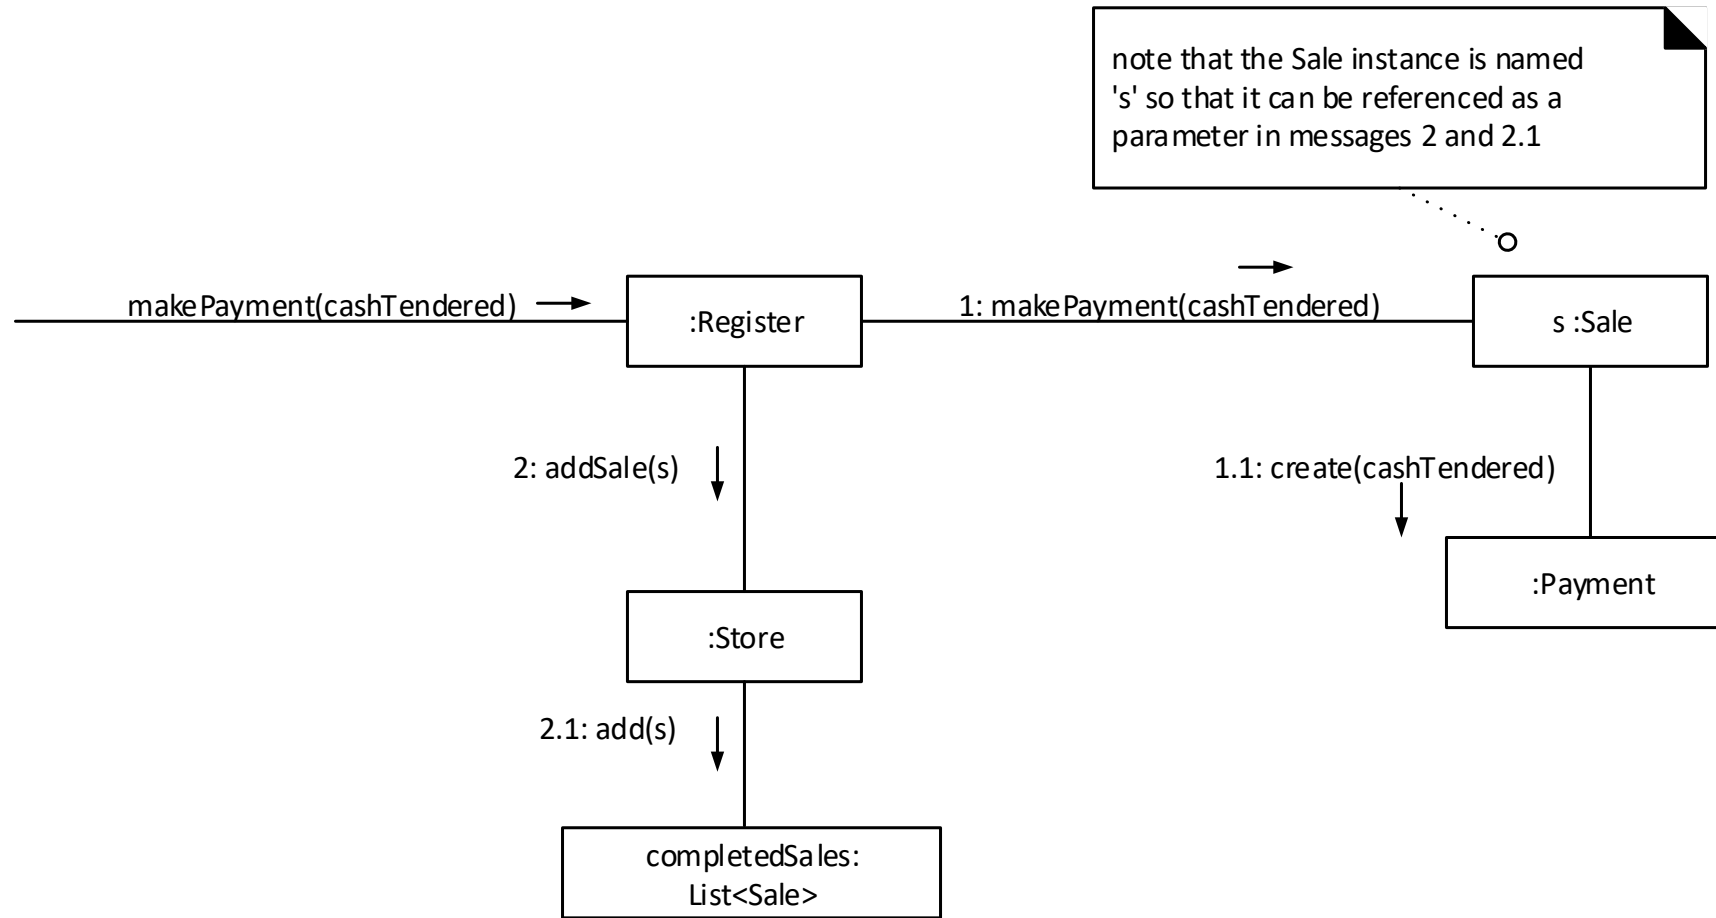 note that the Sale instance is named
's' so that it can be referenced as a
parameter in messages 2 and 2.1
makePayment(cashTendered)
:Register
1: makePayment(cashTendered)
s :Sale
2: addSale(s)
1.1: create(cashTendered)
:Payment
:Store
2.1: add(s)
completedSales:
List<Sale>